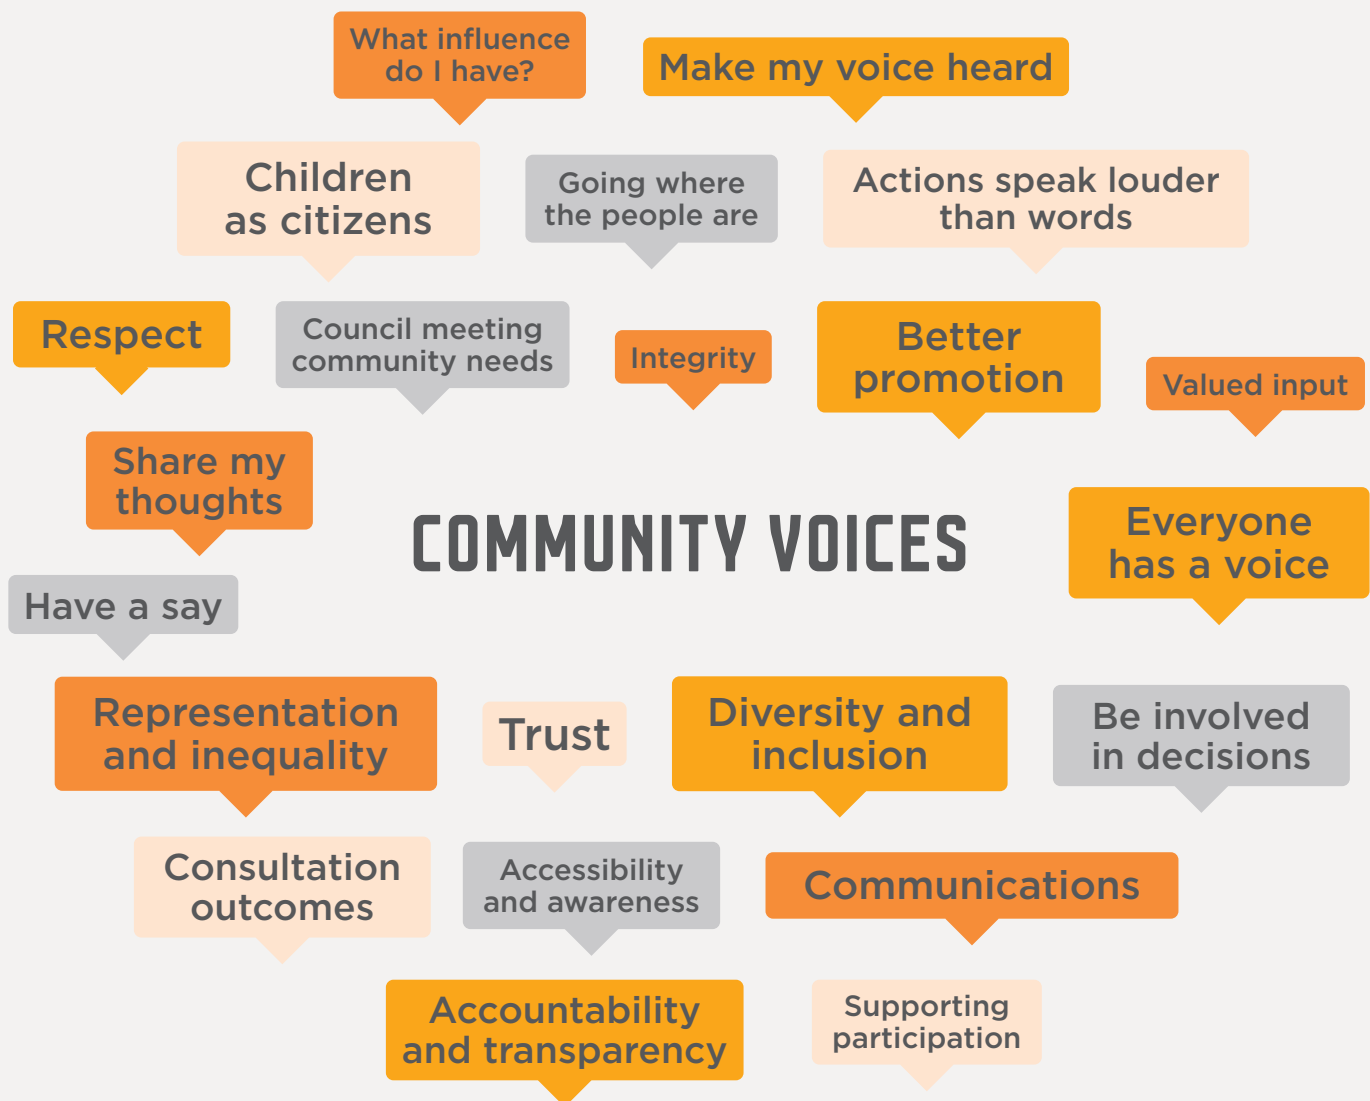 What influence
do I have?
Make my voice heard
Children
as citizens
Going where
the people are
Actions speak louder
than words
Respect
Council meeting
community needs
Integrity
Better
promotion
Valued input
Share my
thoughts
COMMUNITY VOICES
Everyone
has a voice
Have a say
Representation
and inequality
Trust
Diversity and
inclusion
Be involved
in decisions
Consultation
outcomes
Accessibility
and awareness
Communications
Accountability
and transparency
Supporting
participation